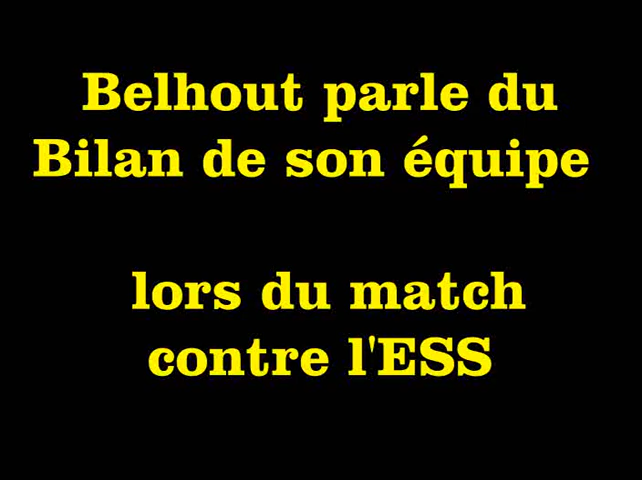 Belhout parle du
Bilan de son équipe
lors du match
contre l'ESS